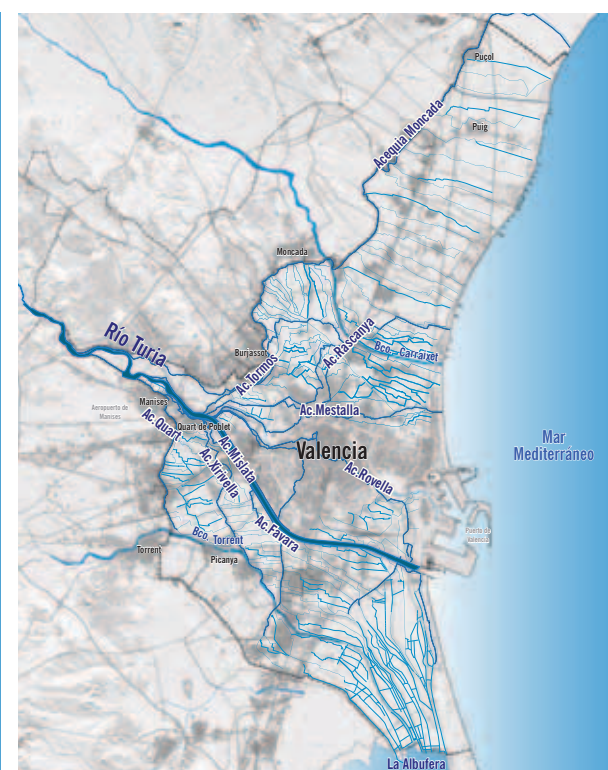 Puçol
Puig
Acequia Moncada
Moncada
Río Turia
Burjassot
Ac.Tormos
Ac.Rascanya
Bco. Carraixet
Manises
Aeropuerto de
Manises
Ac.Quart
Quart de Poblet
Ac.Mestalla
Valencia
Mar
Mediterráneo
Ac.Mislata
Ac.Xirivella
Ac.Rovella
Ac.Favara
Puerto de
Valencia
Bco. Torrent
Torrent
Picanya
La Albufera